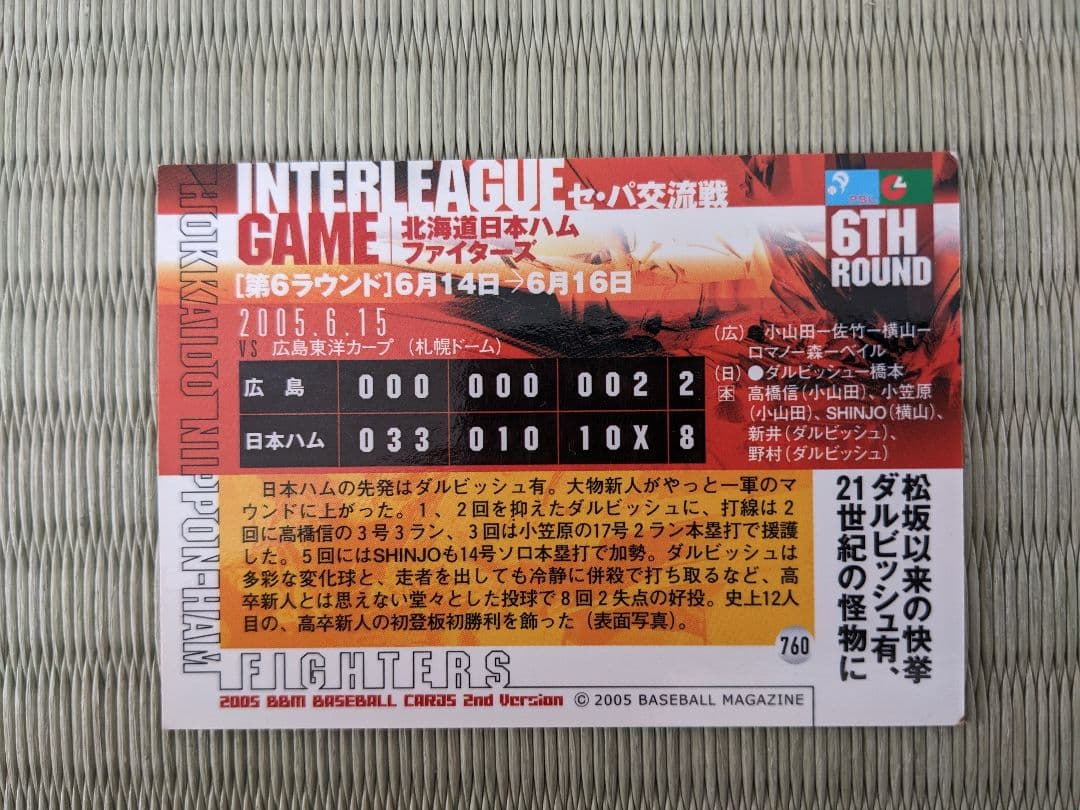 INTERLEAGUE セ・パ交流戦
GAME
北海道日本ハム
ファイターズ
6TH
ROUND
[第6ラウンド]6月14日→6月16日
2005.6.15
VS 広島東洋カープ (札幌ドーム)
広島 000 000 002 2
日本ハム 033 010 10X 8
(広)● 小山田ー佐竹ー横山ー
ロマノー森ーベイル
(日)●ダルビッシューー橋本
本 高橋信(小山田)、小笠原
(小山田)、SHINJO(横山)、
新井(ダルビッシュ)、
野村(ダルビッシュ)
日本ハムの先発はダルビッシュ有。大物新人がやっと一軍のマ
ウンドに上がった。1、2回を抑えたダルビッシュに、打線は2
回に高橋信の3号3ラン、3回は小笠原の17号2ラン本塁打で援護
した。5回にはSHINJOも14号ソロ本塁打で加勢。ダルビッシュは
多彩な変化球と、走者を出しても冷静に併殺で打ち取るなど、高
卒新人とは思えない堂々とした投球で8回2失点の好投。史上12人
目の、高卒新人の初登板初勝利を飾った(表面写真)。
松坂以来の快挙
ダルビッシュ有、
21世紀の怪物に
760
HOKKAIDO NIPPON-HAM
FIGHTERS
2005 BBM BASEBALL CARDS 2nd Version © 2005 BASEBALL MAGAZINE